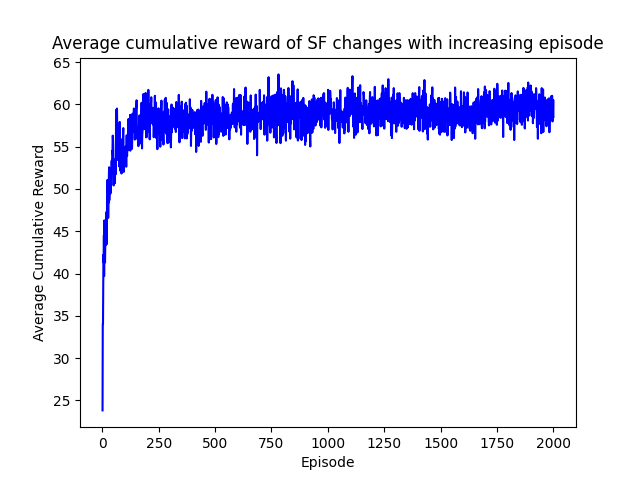 Average cumulative reward of SF changes with increasing episode
65
60
55
50
45
40
35
30
25
Average Cumulative Reward
0 250 500 750 1000 1250 1500 1750 2000
Episode